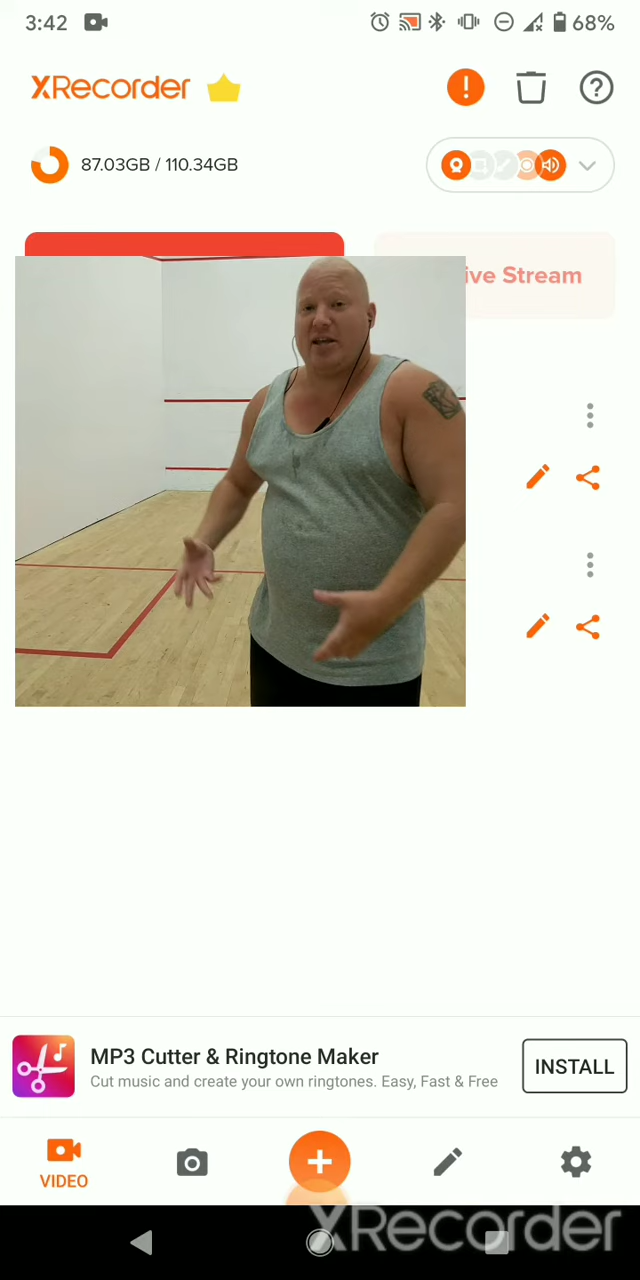 3:42
68%
XRecorder
87.03GB / 110.34GB
ive Stream
MP3 Cutter & Ringtone Maker
Cut music and create your own ringtones. Easy, Fast & Free
INSTALL
VIDEO
XRecorder